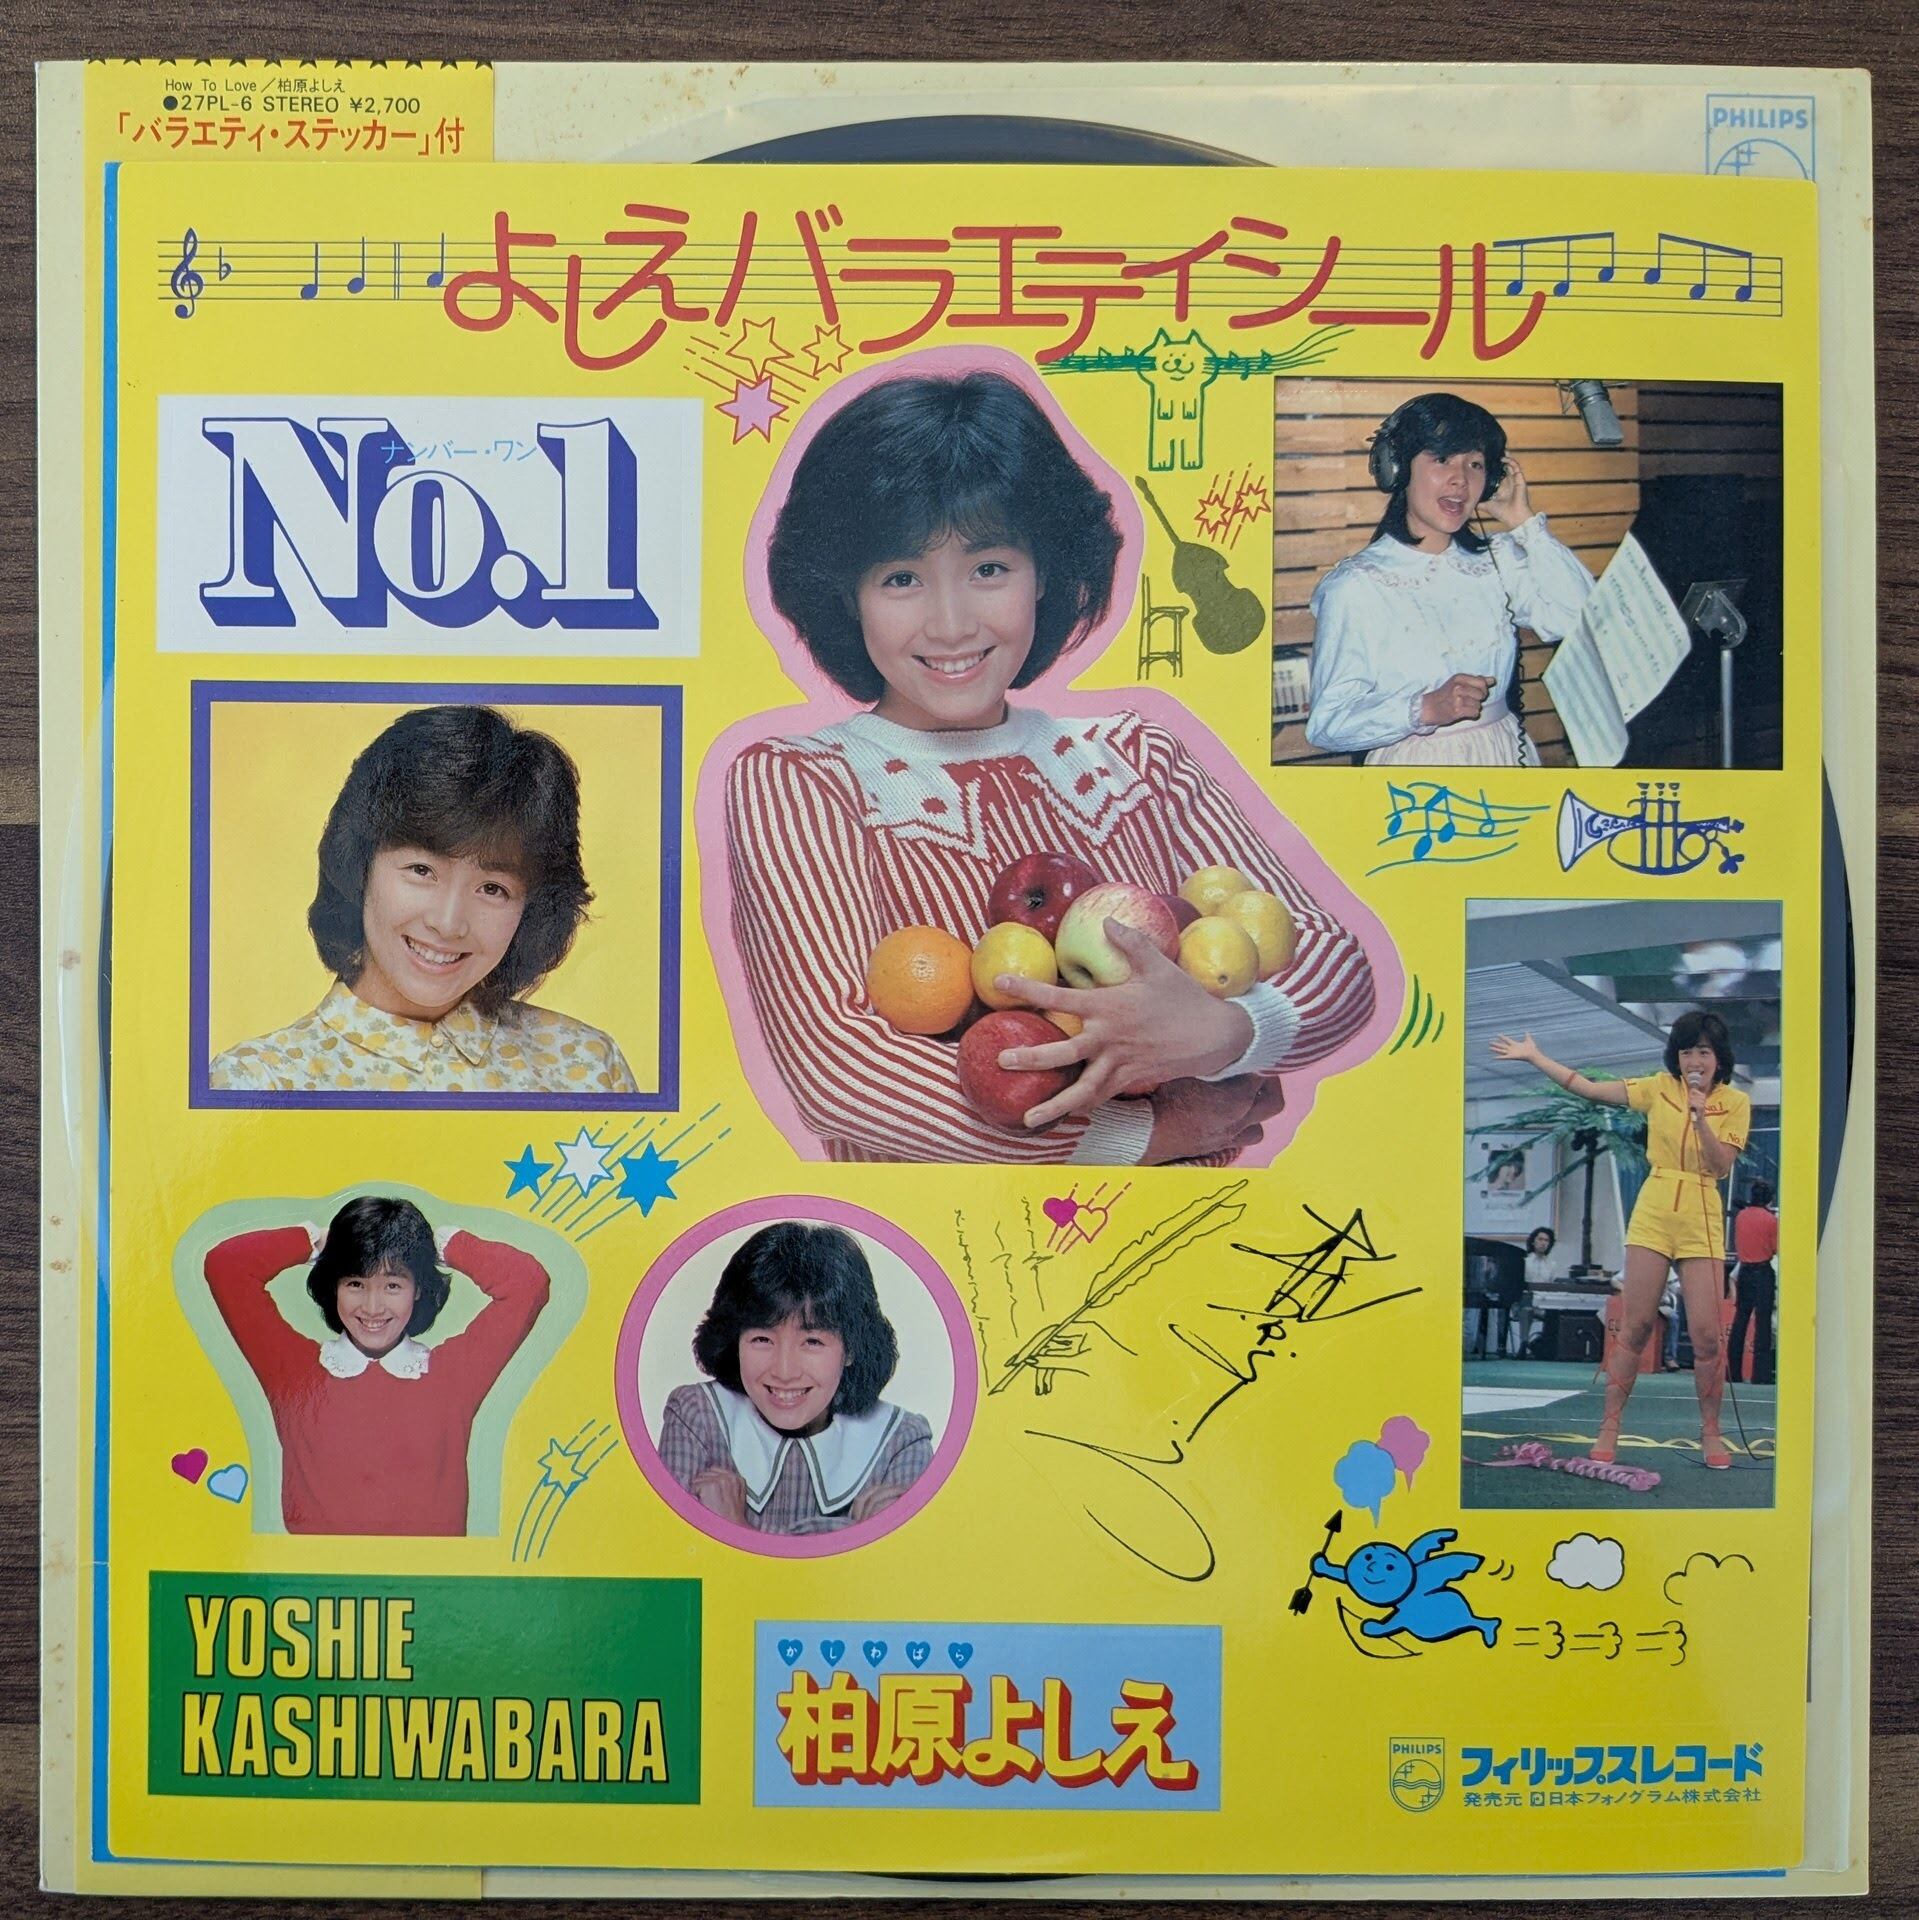 How To Love／柏原よしえ
●27PL-6 STEREO ¥2,700
「バラエティ・ステッカー」付
PHILIPS
よしえバラエティシール
No.1
ナンバー・ワン
No.1
No.1
YOSHIE
KASHIWABARA
かしわばら
柏原よしえ
PHILIPS
フィリップスレコード
発売元 日本フォノグラム株式会社